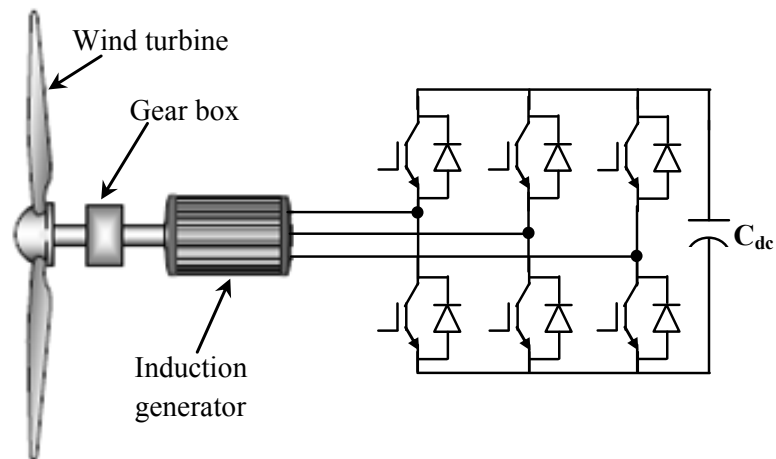 Wind turbine
Gear box
Induction
generator
Cdc